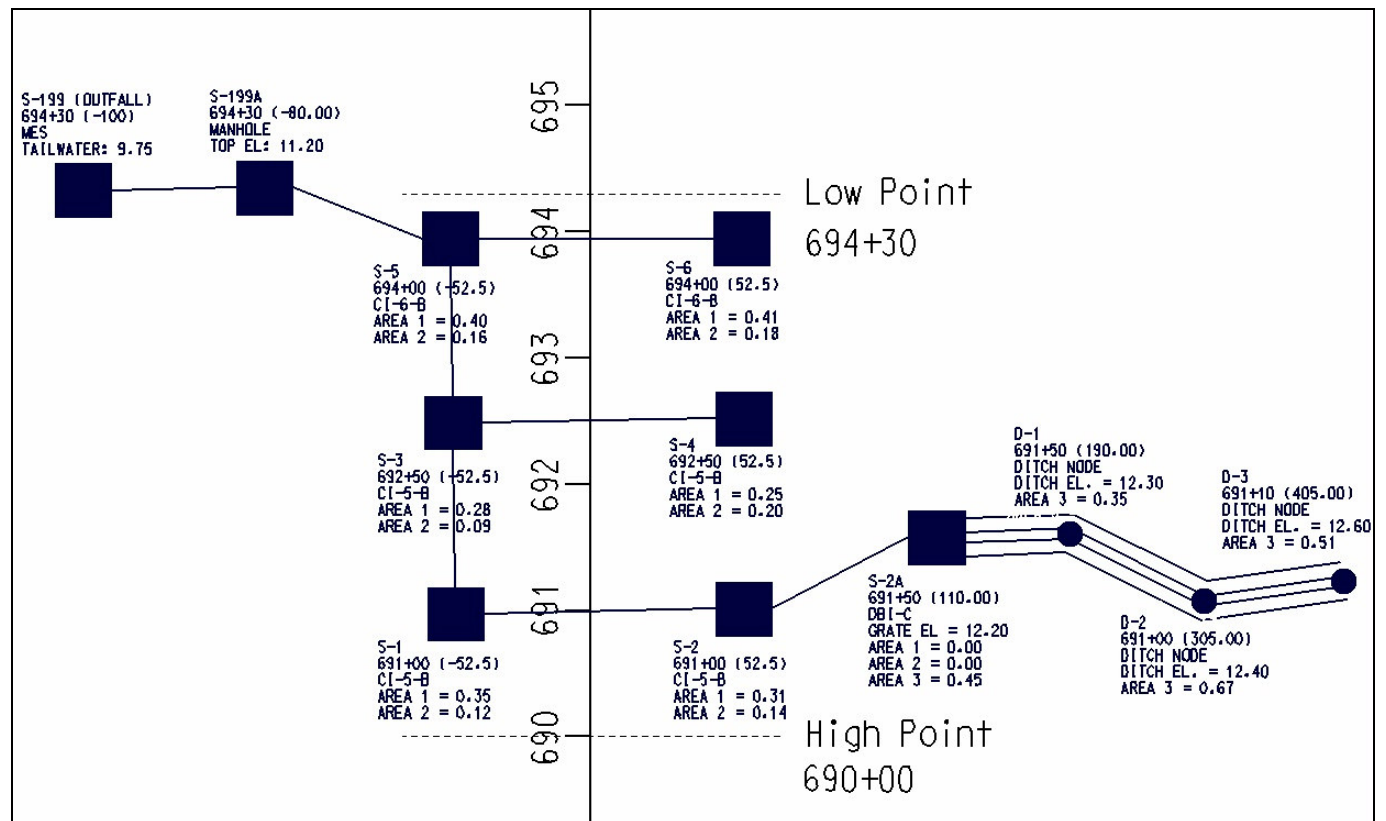 S-199 (OUTFALL)
694+30 (-100)
MES
TAILWATER: 9.75
S-199A
694+30 (-80.00)
MANHOLE
TOP EL: 11.20
695
Low Point
694+30
694
S-5
694+00 (-52.5)
CI-6-B
AREA 1 = 0.40
AREA 2 = 0.16
S-6
694+00 (52.5)
CI-6-B
AREA 1 = 0.41
AREA 2 = 0.18
693
S-3
692+50 (-52.5)
CI-5-B
AREA 1 = 0.28
AREA 2 = 0.09
692
S-4
692+50 (52.5)
CI-5-B
AREA 1 = 0.25
AREA 2 = 0.20
D-1
691+50 (190.00)
DITCH NODE
DITCH EL. = 12.30
AREA 3 = 0.35
D-3
691+10 (405.00)
DITCH NODE
DITCH EL. = 12.60
AREA 3 = 0.51
S-2A
691+50 (110.00)
DBI-C
GRATE EL = 12.20
AREA 1 = 0.00
AREA 2 = 0.00
AREA 3 = 0.45
D-2
691+00 (305.00)
DITCH NODE
DITCH EL. = 12.40
AREA 3 = 0.67
691
S-1
691+00 (-52.5)
CI-5-B
AREA 1 = 0.35
AREA 2 = 0.12
S-2
691+00 (52.5)
CI-5-B
AREA 1 = 0.31
AREA 2 = 0.14
690
High Point
690+00